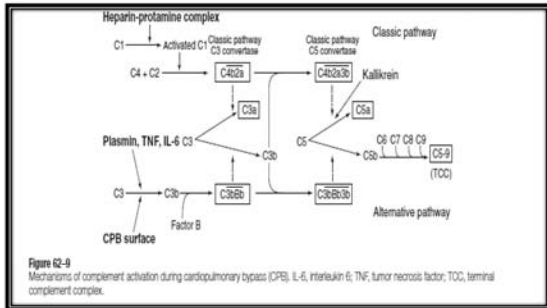 Heparin-protamine complex
C1 Activated C1
Classic pathway
C3 convertase
Classic pathway
C5 convertase
Classic pathway
C4 + C2 C4b2a C4b2a3b
Kallikrein
C3a C5a
Plasmin, TNF, IL-6 C3 C5
C3b
C5b
C6 C7 C8 C9
C5-9
(TCC)
C3 C3b C3bBb C3bBb3b
Factor B
Alternative pathway
CPB surface
Figure 62-9
Mechanisms of complement activation during cardiopulmonary bypass (CPB). IL-6, interleukin 6; TNF, tumor necrosis factor; TCC, terminal
complement complex.